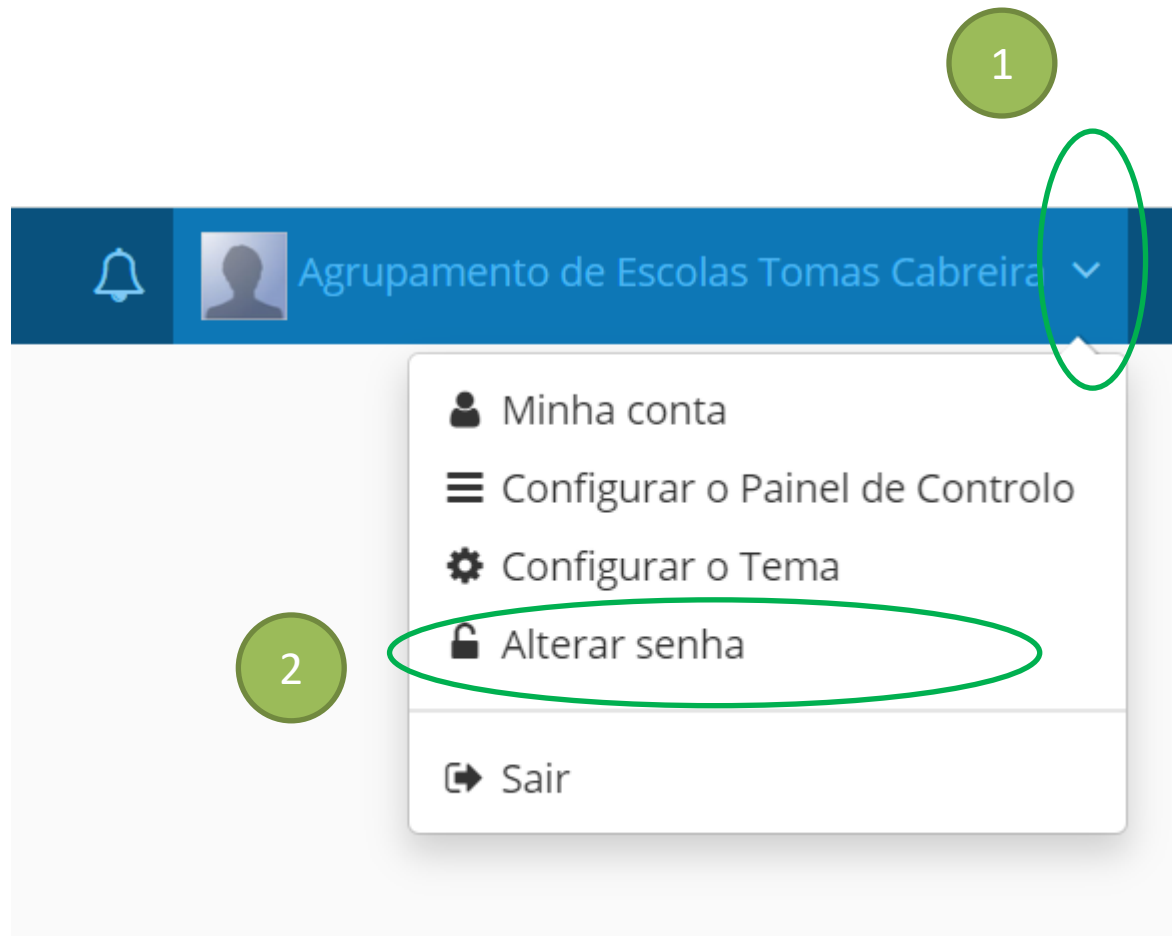 1
Agrupamento de Escolas Tomas Cabreira
Minha conta
Configurar o Painel de Controlo
Configurar o Tema
2
Alterar senha
Sair